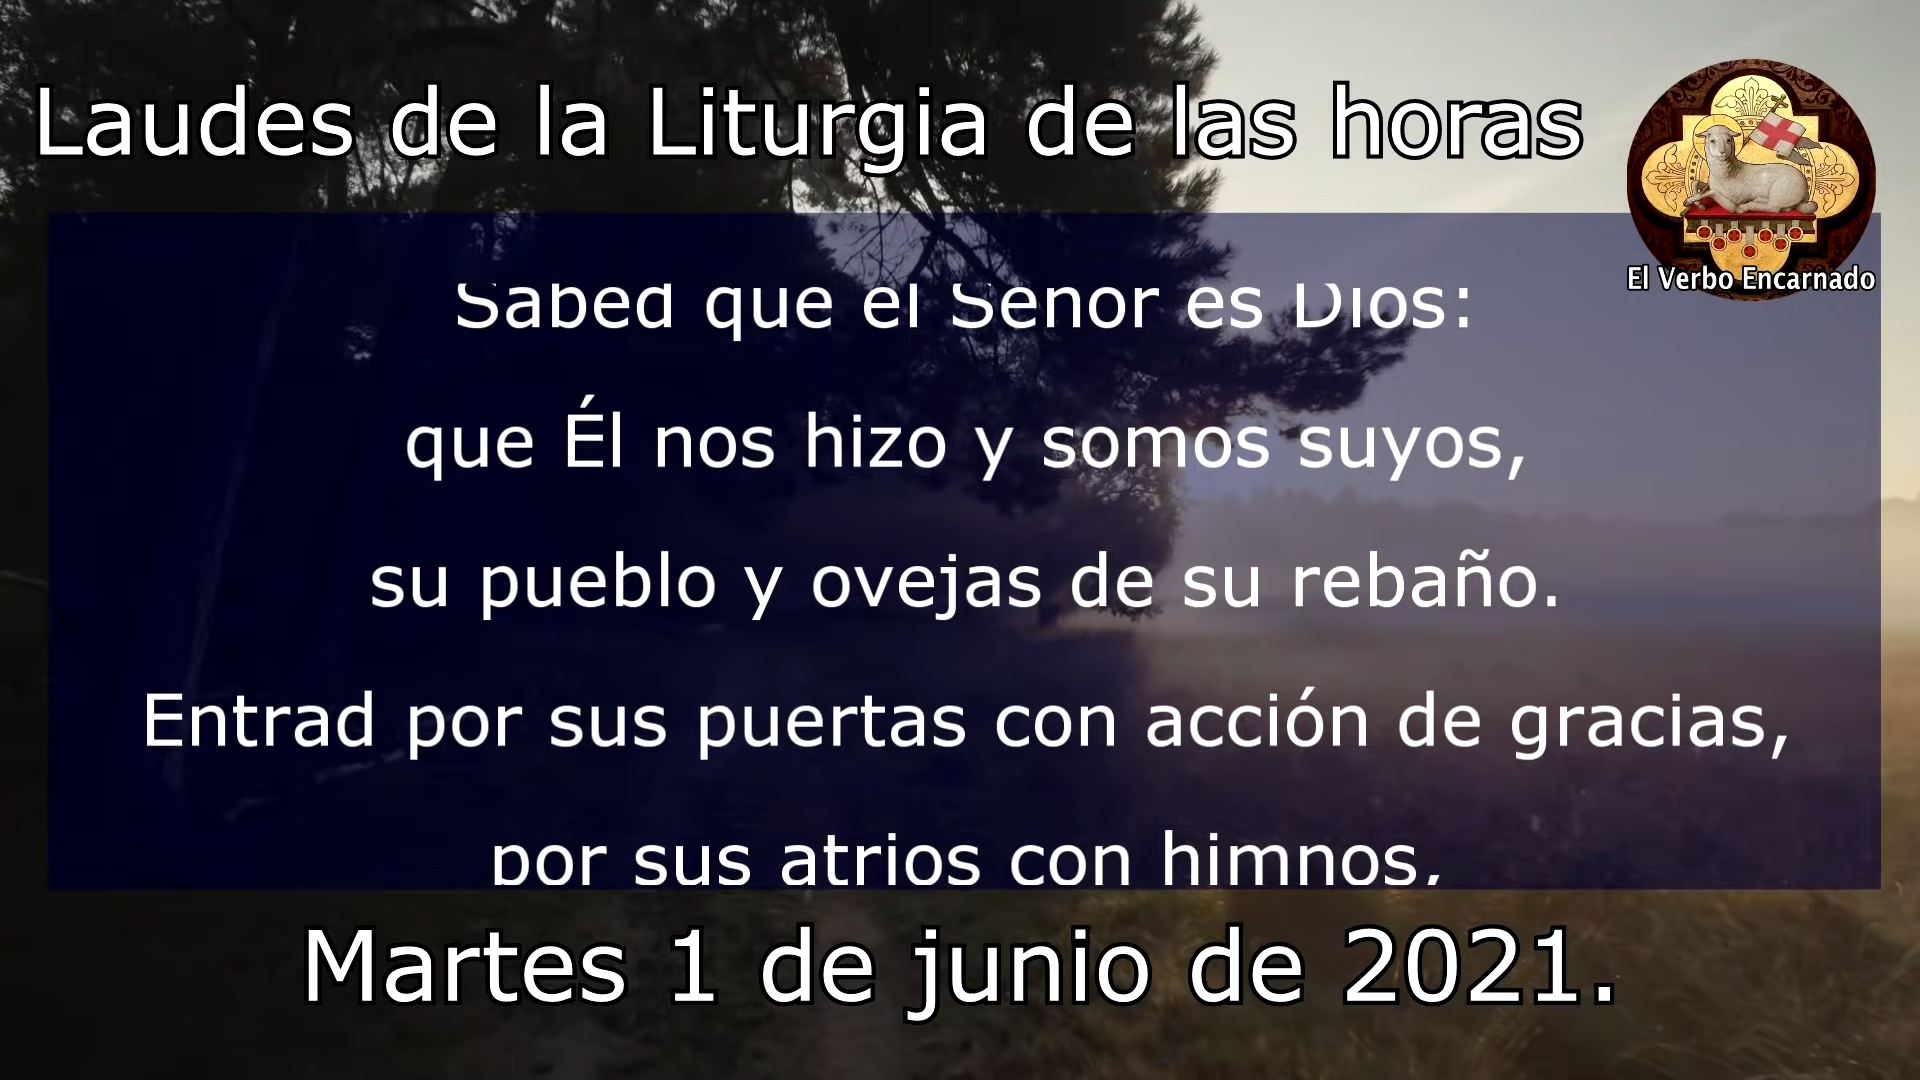 Laudes de la Liturgia de las horas
El Verbo Encarnado
Sabed que el Señor es Dios:
que Él nos hizo y somos suyos,
su pueblo y ovejas de su rebaño.
Entrad por sus puertas con acción de gracias,
por sus atrios con himnos,
Martes 1 de junio de 2021.